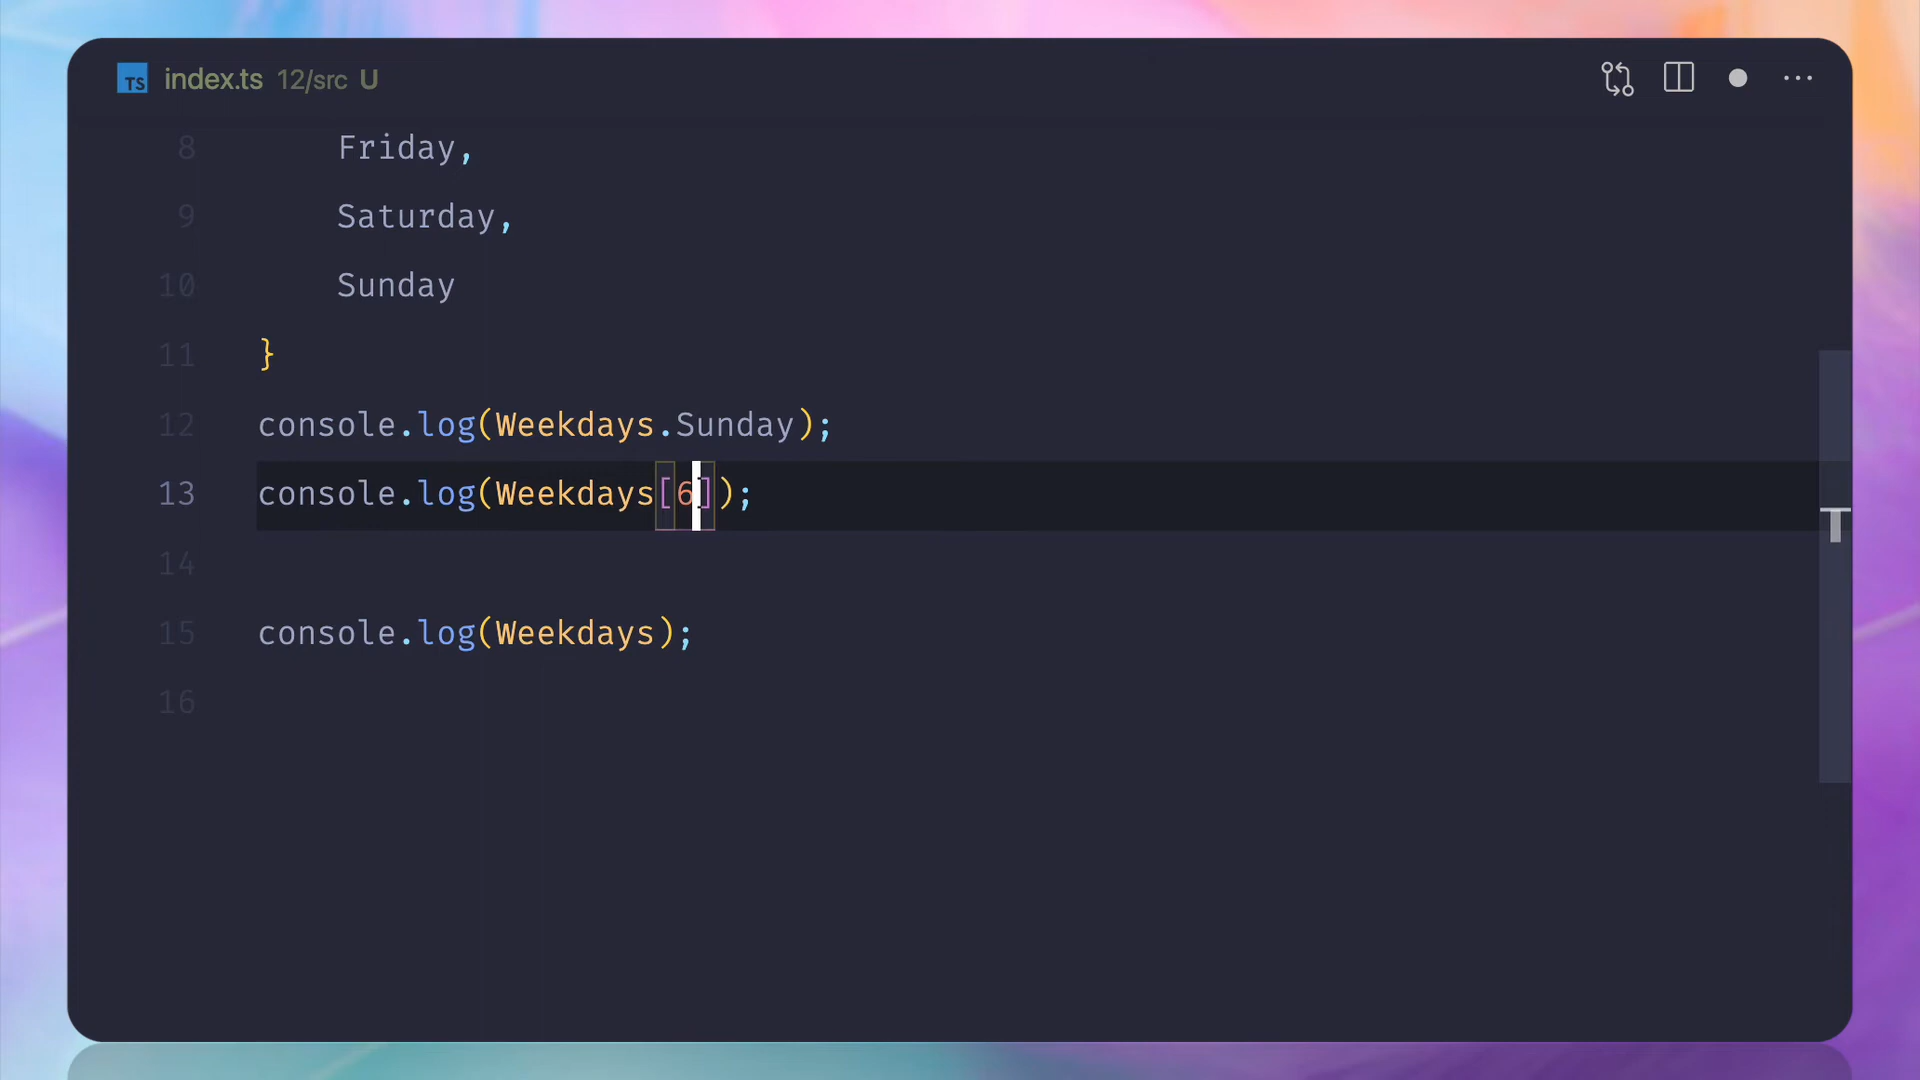 TS index.ts 12/src U
8 Friday,
9 Saturday,
10 Sunday
11 }
12 console.log(Weekdays.Sunday);
13 console.log(Weekdays[6]);
14
15 console.log(Weekdays);
16